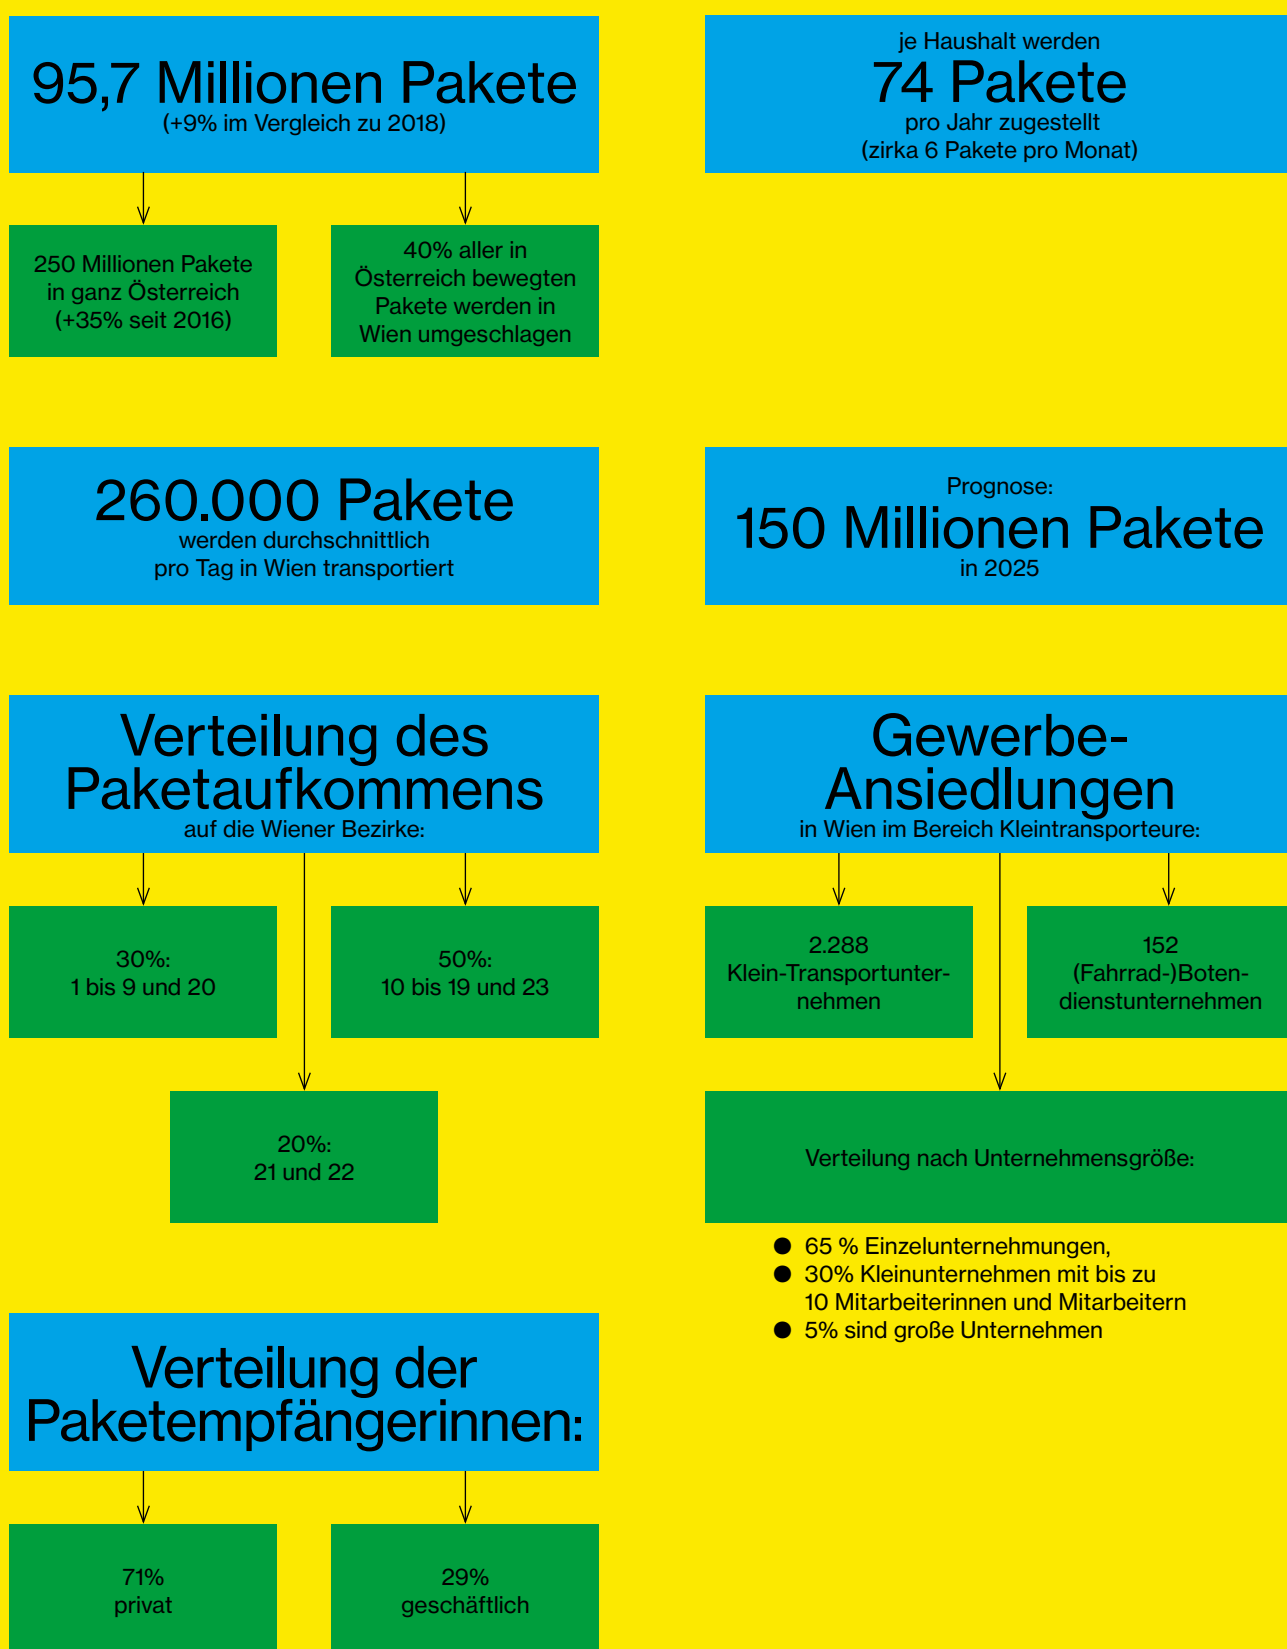 95,7 Millionen Pakete
(+9% im Vergleich zu 2018)
250 Millionen Pakete
in ganz Österreich
(+35% seit 2016)
40% aller in
Österreich bewegten
Pakete werden in
Wien umgeschlagen
je Haushalt werden
74 Pakete
pro Jahr zugestellt
(zirka 6 Pakete pro Monat)
260.000 Pakete
werden durchschnittlich
pro Tag in Wien transportiert
Prognose:
150 Millionen Pakete
in 2025
Verteilung des
Paketaufkommens
auf die Wiener Bezirke:
30%:
1 bis 9 und 20
50%:
10 bis 19 und 23
20%:
21 und 22
Gewerbe-
Ansiedlungen
in Wien im Bereich Kleintransporteure:
2.288
Klein-Transportunter-
nehmen
152
(Fahrrad-)Boten-
dienstunternehmen
Verteilung nach Unternehmensgröße:
● 65 % Einzelunternehmungen,
● 30% Kleinunternehmen mit bis zu
10 Mitarbeiterinnen und Mitarbeitern
● 5% sind große Unternehmen
Verteilung der
Paketempfängerinnen:
71%
privat
29%
geschäftlich